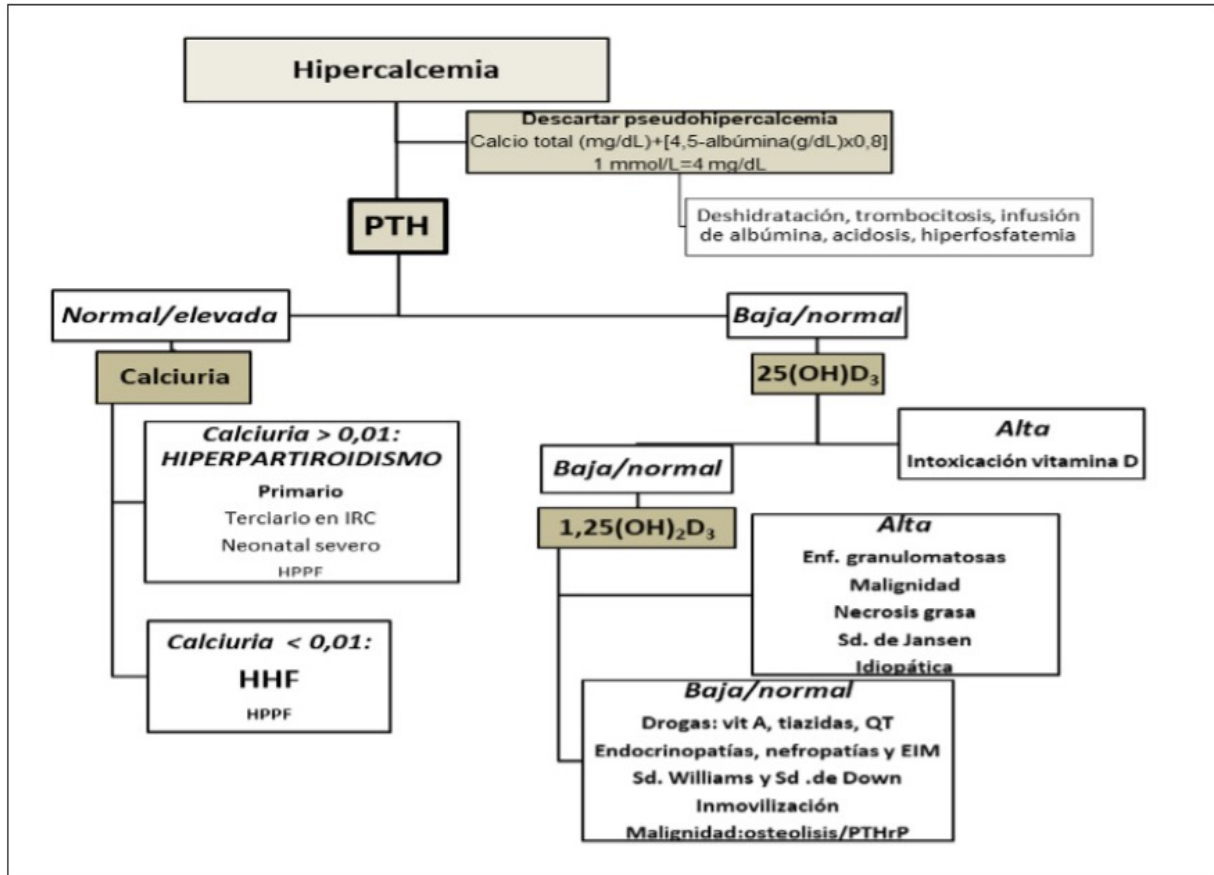 Hipercalcemia
Descartar pseudohipercalcemia
Calcio total (mg/dL)+[4,5-albúmina(g/dL)x0,8]
1 mmol/L=4 mg/dL
Deshidratación, trombocitosis, infusión
de albúmina, acidosis, hiperfosfatemia
PTH
Normal/elevada
Calciuria
Calciuria > 0,01:
HIPERPARTIROIDISMO
Primario
Terciario en IRC
Neonatal severo
HPPF
Calciuria < 0,01:
HHF
HPPF
Baja/normal
25(OH)D₃
Alta
Intoxicación vitamina D
Baja/normal
1,25(OH)₂D₃
Alta
Enf. granulomatosas
Malignidad
Necrosis grasa
Sd. de Jansen
Idiopática
Baja/normal
Drogas: vit A, tiazidas, QT
Endocrinopatías, nefropatías y EIM
Sd. Williams y Sd .de Down
Inmovilización
Malignidad:osteolisis/PTHrP